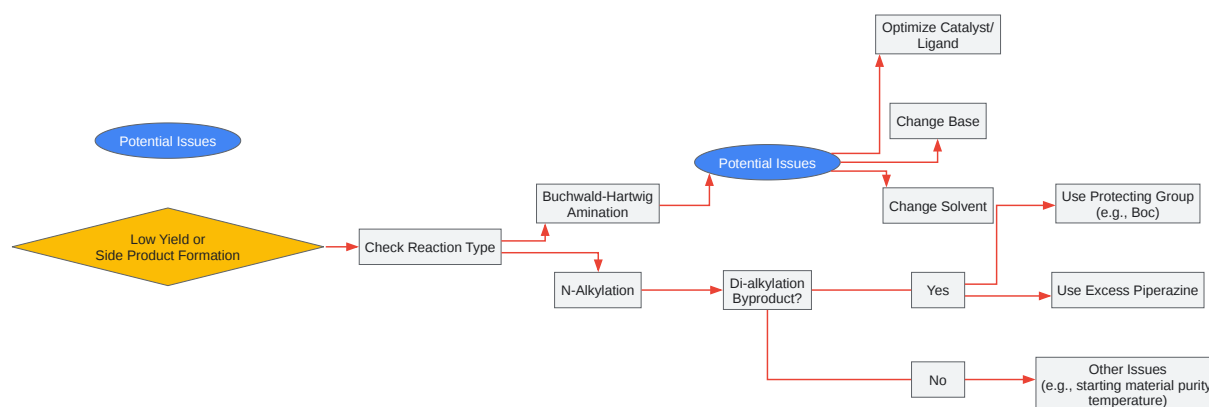 Optimize Catalyst/
Ligand
Potential Issues
Change Base
Potential Issues
Buchwald-Hartwig
Amination
Change Solvent
Use Protecting Group
(e.g., Boc)
Low Yield or
Side Product Formation
Check Reaction Type
N-Alkylation
Di-alkylation
Byproduct?
Yes
Use Excess Piperazine
No
Other Issues
(e.g., starting material purity,
temperature)